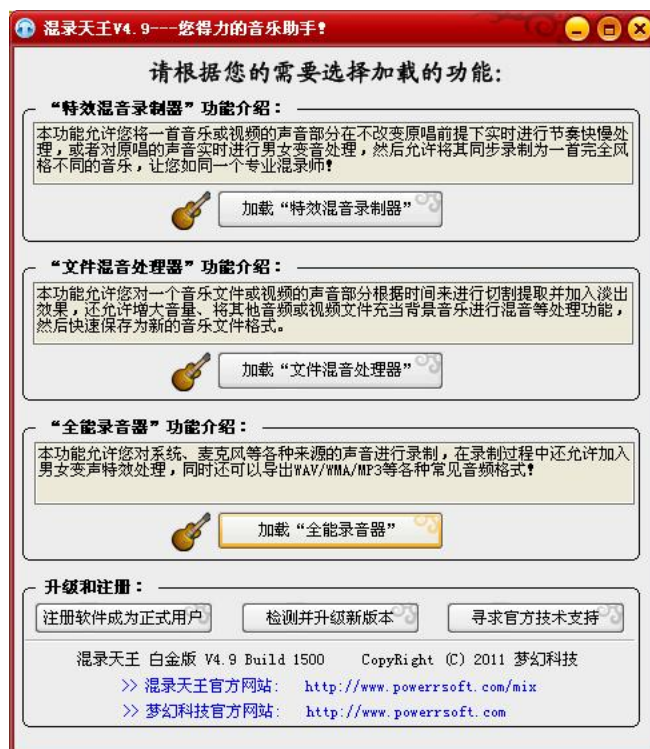 混录天王V4.9---您得力的音乐助手!
请根据您的需要选择加载的功能:
“特效混音录制器”功能介绍:
本功能允许您将一首音乐或视频的声音部分在不改变原唱前提下实时进行节奏快慢处
理,或者对原唱的声音实时进行男女变音处理,然后允许将其同步录制为一首完全风
格不同的音乐,让您如同一个专业混录师!
加载“特效混音录制器”
“文件混音处理器”功能介绍:
本功能允许您对一个音乐文件或视频的声音部分根据时间来进行切割提取并加入淡出
效果,还允许增大音量、将其他音频或视频文件充当背景音乐进行混音等处理功能,
然后快速保存为新的音乐文件格式。
加载“文件混音处理器”
“全能录音器”功能介绍:
本功能允许您对系统、麦克风等各种来源的声音进行录制,在录制过程中还允许加入
男女变声特效处理,同时还可以导出WAV/WMA/MP3等各种常见音频格式!
加载“全能录音器”
升级和注册:
注册软件成为正式用户 检测并升级新版本 寻求官方技术支持
混录天王 白金版 V4.9 Build 1500 CopyRight (C) 2011 梦幻科技
>> 混录天王官方网站: http://www.powerrsoft.com/mix
>> 梦幻科技官方网站: http://www.powerrsoft.com